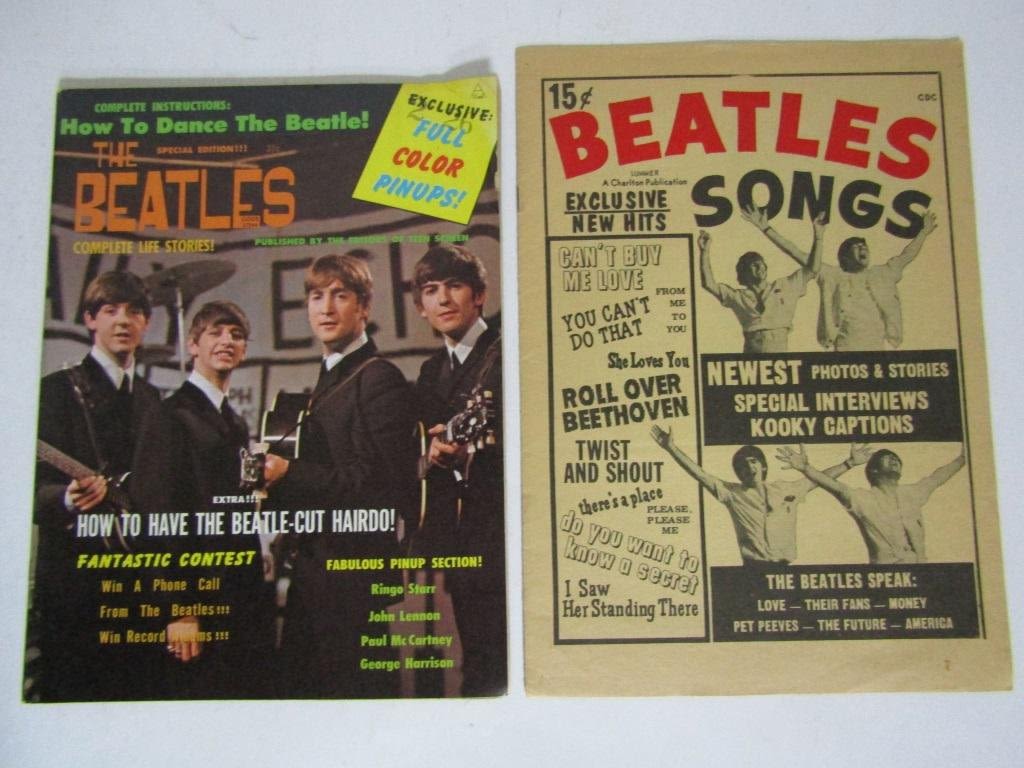 COMPLETE INSTRUCTIONS:
How To Dance The Beatle!
EXCLUSIVE:
FULL
COLOR
PINUPS!
SPECIAL EDITION!!!
THE
BEATLES
COMPLETE LIFE STORIES!
PUBLISHED BY THE EDITORS OF TEEN SCREEN
EXTRA!!!
HOW TO HAVE THE BEATLE-CUT HAIRDO!
FANTASTIC CONTEST
Win A Phone Call
From The Beatles!!!
Win Record Albums!!!
FABULOUS PINUP SECTION!
Ringo Starr
John Lennon
Paul McCartney
George Harrison
15¢
CDC
BEATLES
SONGS
SUMMER
A Charlton Publication
EXCLUSIVE
NEW HITS
CAN'T BUY
ME LOVE
FROM
ME
TO
YOU
YOU CAN'T
DO THAT
She Loves You
ROLL OVER
BEETHOVEN
TWIST
AND SHOUT
there's a place
PLEASE,
PLEASE
ME
do you want to
know a secret
I Saw
Her Standing There
NEWEST PHOTOS & STORIES
SPECIAL INTERVIEWS
KOOKY CAPTIONS
THE BEATLES SPEAK:
LOVE — THEIR FANS — MONEY
PET PEEVES — THE FUTURE — AMERICA